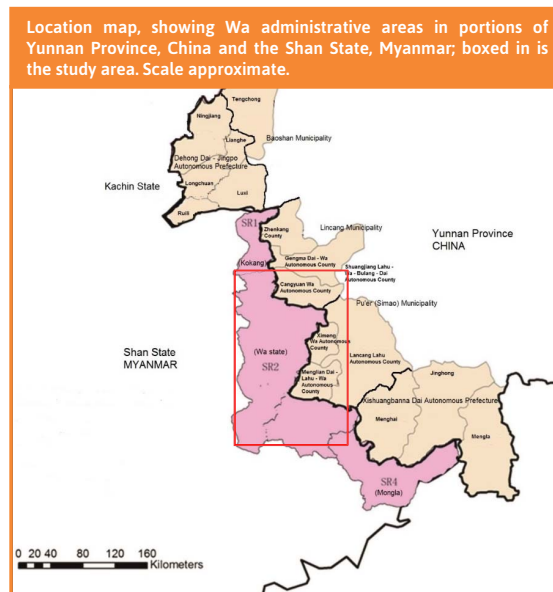 Location map, showing Wa administrative areas in portions of
Yunnan Province, China and the Shan State, Myanmar; boxed in is
the study area. Scale approximate.
Tengchong
Ningjiang
Baoshan Municipality
Lianghe
Dehong Dai - Jingpo
Autonomous Prefecture
Kachin State
Longchuan
Luxi
Ruili
SR1
Zhenkang
County
Lincang Municipality
Yunnan Province
CHINA
(Kokang)
Gengma Dai - Wa
Autonomous County
Shuangjiang Lahu
- Wa - Bulang - Dai
Autonomous County
Cangyuan Wa
Autonomous County
Pu'er (Simao) Municipality
Ximeng
Wa Autonomous
County
Shan State
MYANMAR
(Wa state)
SR2
Lancang Lahu
Autonomous County
Menglian Dai -
Lahu - Wa
Autonomous
County
Jinghong
Xishuangbanna Dai Autonomous Prefecture
Menghai
Mengla
SR4
(Mongla)
0 20 40 80 120 160
Kilometers